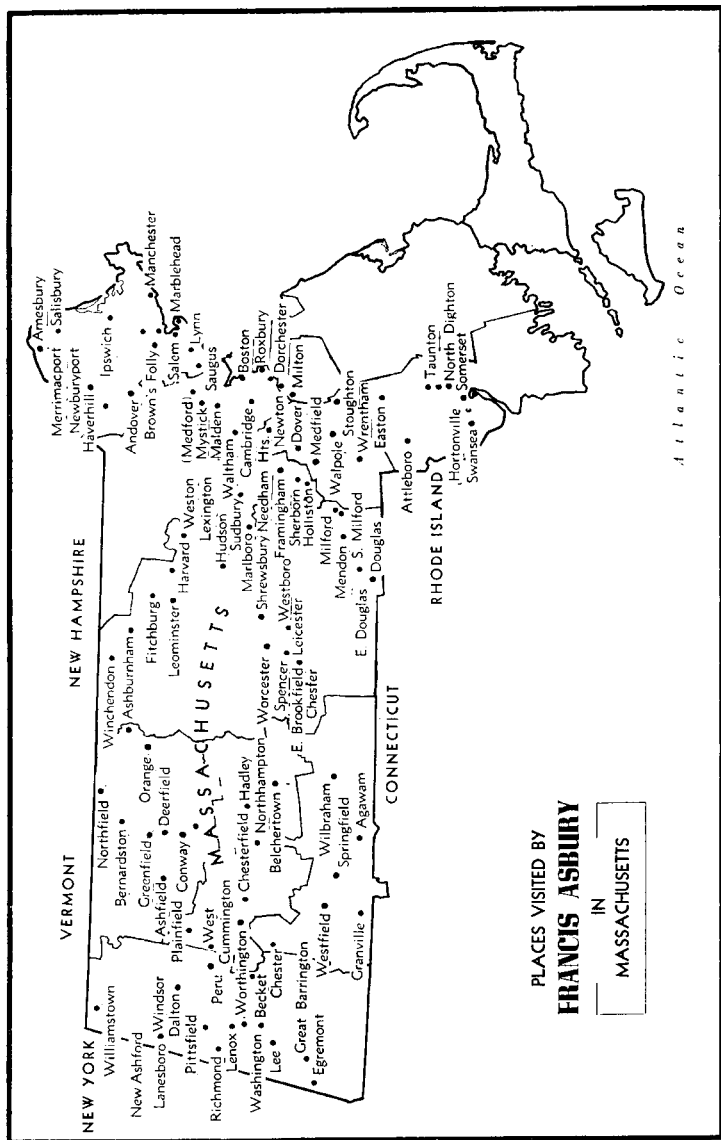 NEW YORK
VERMONT
NEW HAMPSHIRE
Williamstown
New Ashford
Lanesboro
Windsor
Dalton
Pittsfield
Richmond
Lenox
Peru
West
Cummington
Worthington
Washington
Becket
Lee
Chester
Great Barrington
Egremont
Northfield
Bernardston
Greenfield
Orange
Deerfield
Ashfield
Plainfield
Conway
MASSACHUSETTS
Chesterfield
Hadley
Northhampton
Belchertown
Westfield
Granville
Wilbraham
Springfield
Agawam
Winchendon
Ashburnham
Fitchburg
Leominster
Harvard
Weston
Lexington
Hudson
Waltham
Sudbury
Cambridge
Marlboro
Shrewsbury
Needham Hts.
Newton
Worcester
Westboro
Framingham
Dover
Milton
Spencer
Leicester
Sherborn
Medfield
E. Brookfield
Holliston
Chester
Milford
Walpole
Stoughton
Mendon
S. Milford
Wrentham
E. Douglas
Douglas
Easton
Merrimacport
Amesbury
Newburyport
Salisbury
Haverhill
Ipswich
Andover
Manchester
Brown's Folly
Marblehead
Salom
Lynn
(Medford)
Saugus
Mystick
Malden
Boston
Roxbury
Dorchester
Attleboro
Taunton
North Dighton
Somerset
Hortonville
Swansea
CONNECTICUT
RHODE ISLAND
Atlantic Ocean
PLACES VISITED BY
FRANCIS ASBURY
IN
MASSACHUSETTS